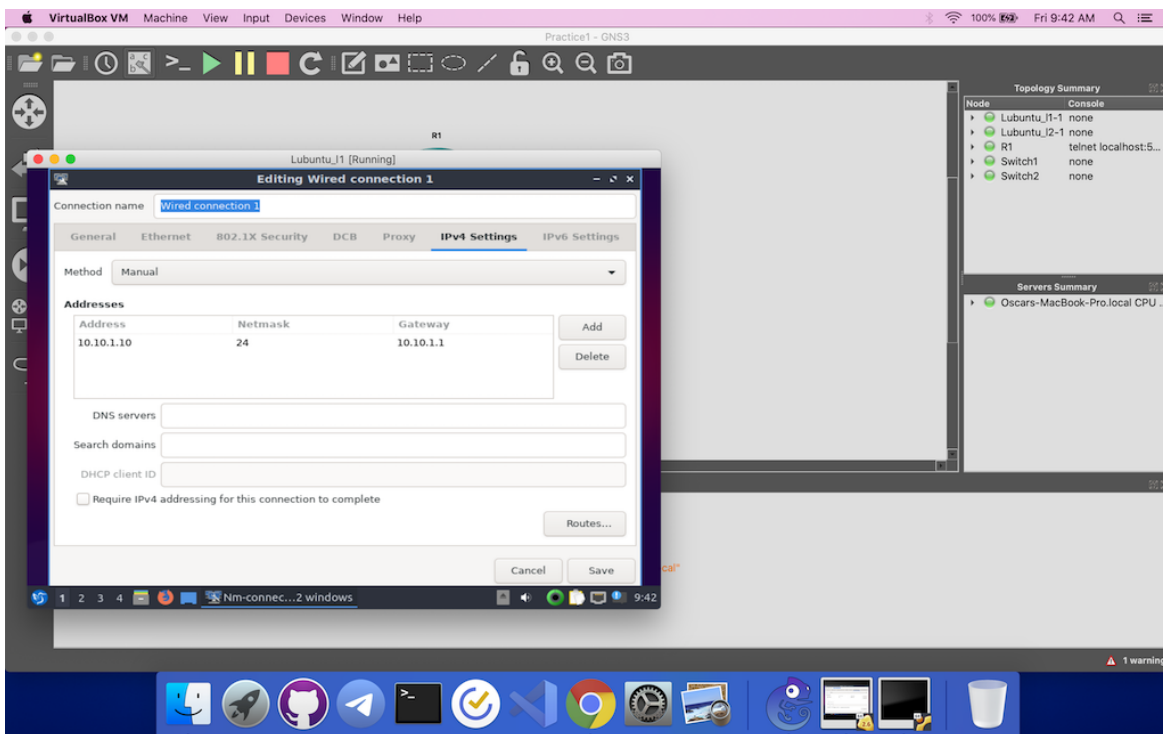 VirtualBox VM Machine View Input Devices Window Help 100% Fri 9:42 AM
Practice1 - GNS3
R1
Topology Summary
Node Console
Lubuntu_l1-1 none
Lubuntu_l2-1 none
R1 telnet localhost:5...
Switch1 none
Switch2 none
Servers Summary
Oscars-MacBook-Pro.local CPU ...
Lubuntu_l1 [Running]
Editing Wired connection 1
Connection name Wired connection 1
General Ethernet 802.1X Security DCB Proxy IPv4 Settings IPv6 Settings
Method Manual
Addresses
Address Netmask Gateway
10.10.1.10 24 10.10.1.1
Add
Delete
DNS servers
Search domains
DHCP client ID
Require IPv4 addressing for this connection to complete
Routes...
Cancel Save
cal"
1 2 3 4 Nm-connec...2 windows 9:42
1 warning